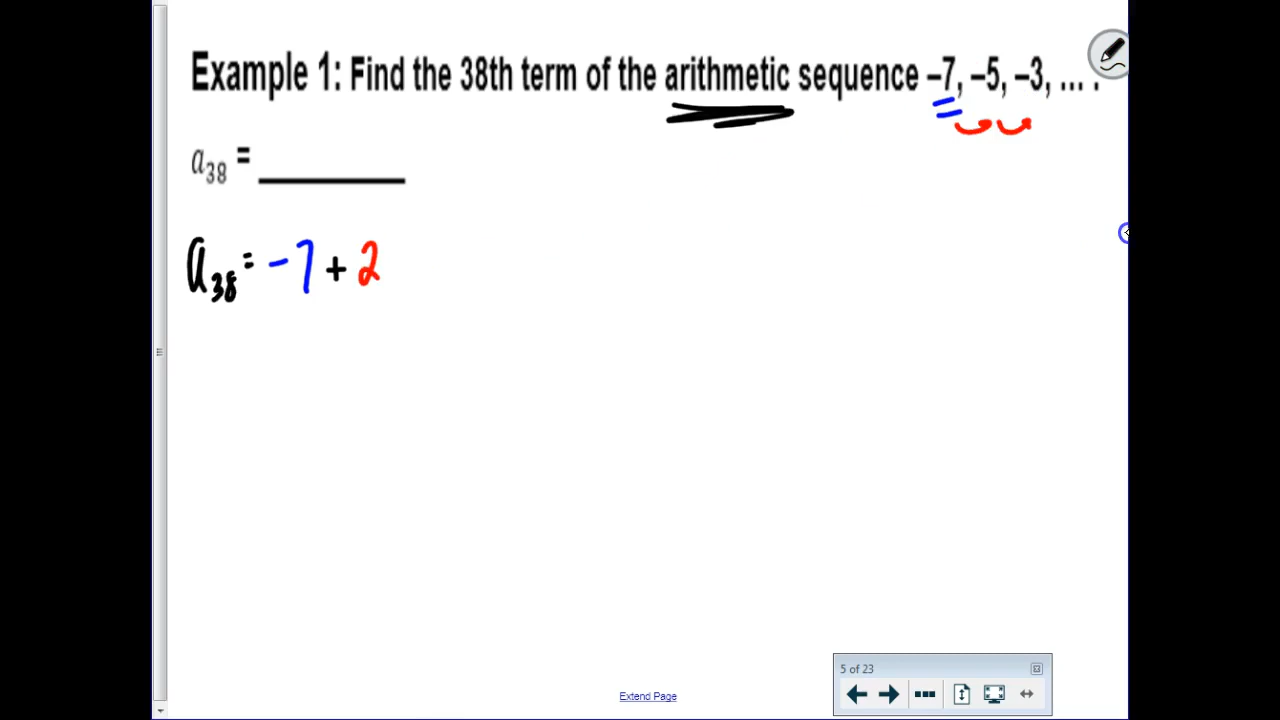 Example 1: Find the 38th term of the arithmetic sequence –7, –5, –3, ... .
a38 = 
a38 = -7 + 2
5 of 23
Extend Page